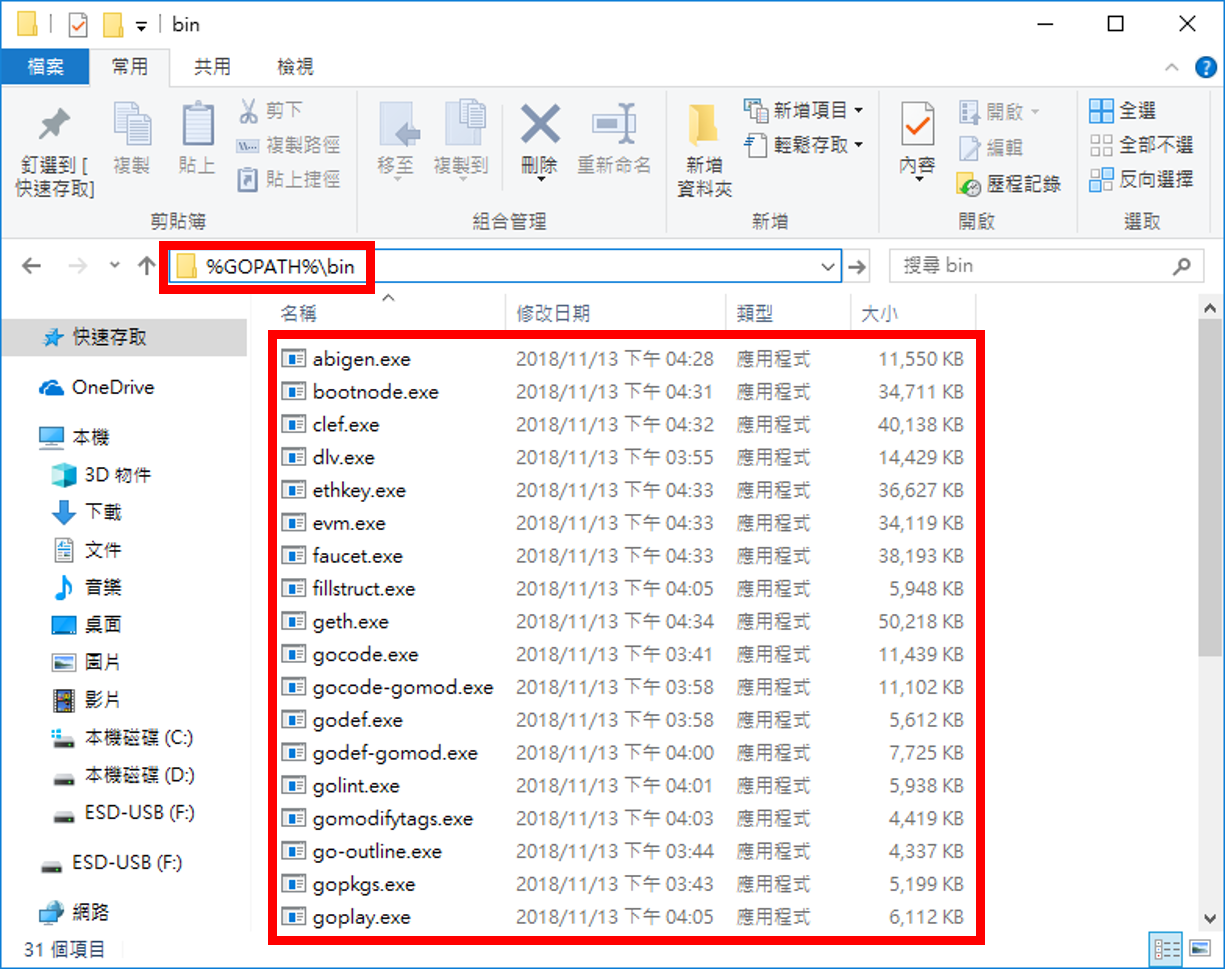 bin
檔案 常用 共用 檢視
釘選到 [
快速存取]
複製
貼上
剪下
複製路徑
貼上捷徑
剪貼簿
移至
複製到
刪除
重新命名
組合管理
新增
資料夾
新增項目
輕鬆存取
新增
內容
開啟
編輯
歷程記錄
開啟
全選
全部不選
反向選擇
選取
%GOPATH%\bin
搜尋 bin
快速存取
OneDrive
本機
3D 物件
下載
文件
音樂
桌面
圖片
影片
本機磁碟 (C:)
本機磁碟 (D:)
ESD-USB (F:)
ESD-USB (F:)
網路
名稱 修改日期 類型 大小
abigen.exe 2018/11/13 下午 04:28 應用程式 11,550 KB
bootnode.exe 2018/11/13 下午 04:31 應用程式 34,711 KB
clef.exe 2018/11/13 下午 04:32 應用程式 40,138 KB
dlv.exe 2018/11/13 下午 03:55 應用程式 14,429 KB
ethkey.exe 2018/11/13 下午 04:33 應用程式 36,627 KB
evm.exe 2018/11/13 下午 04:33 應用程式 34,119 KB
faucet.exe 2018/11/13 下午 04:33 應用程式 38,193 KB
fillstruct.exe 2018/11/13 下午 04:05 應用程式 5,948 KB
geth.exe 2018/11/13 下午 04:34 應用程式 50,218 KB
gocode.exe 2018/11/13 下午 03:41 應用程式 11,439 KB
gocode-gomod.exe 2018/11/13 下午 03:58 應用程式 11,102 KB
godef.exe 2018/11/13 下午 03:58 應用程式 5,612 KB
godef-gomod.exe 2018/11/13 下午 04:00 應用程式 7,725 KB
golint.exe 2018/11/13 下午 04:01 應用程式 5,938 KB
gomodifytags.exe 2018/11/13 下午 04:03 應用程式 4,419 KB
go-outline.exe 2018/11/13 下午 03:44 應用程式 4,337 KB
gopkgs.exe 2018/11/13 下午 03:43 應用程式 5,199 KB
goplay.exe 2018/11/13 下午 04:05 應用程式 6,112 KB
31 個項目